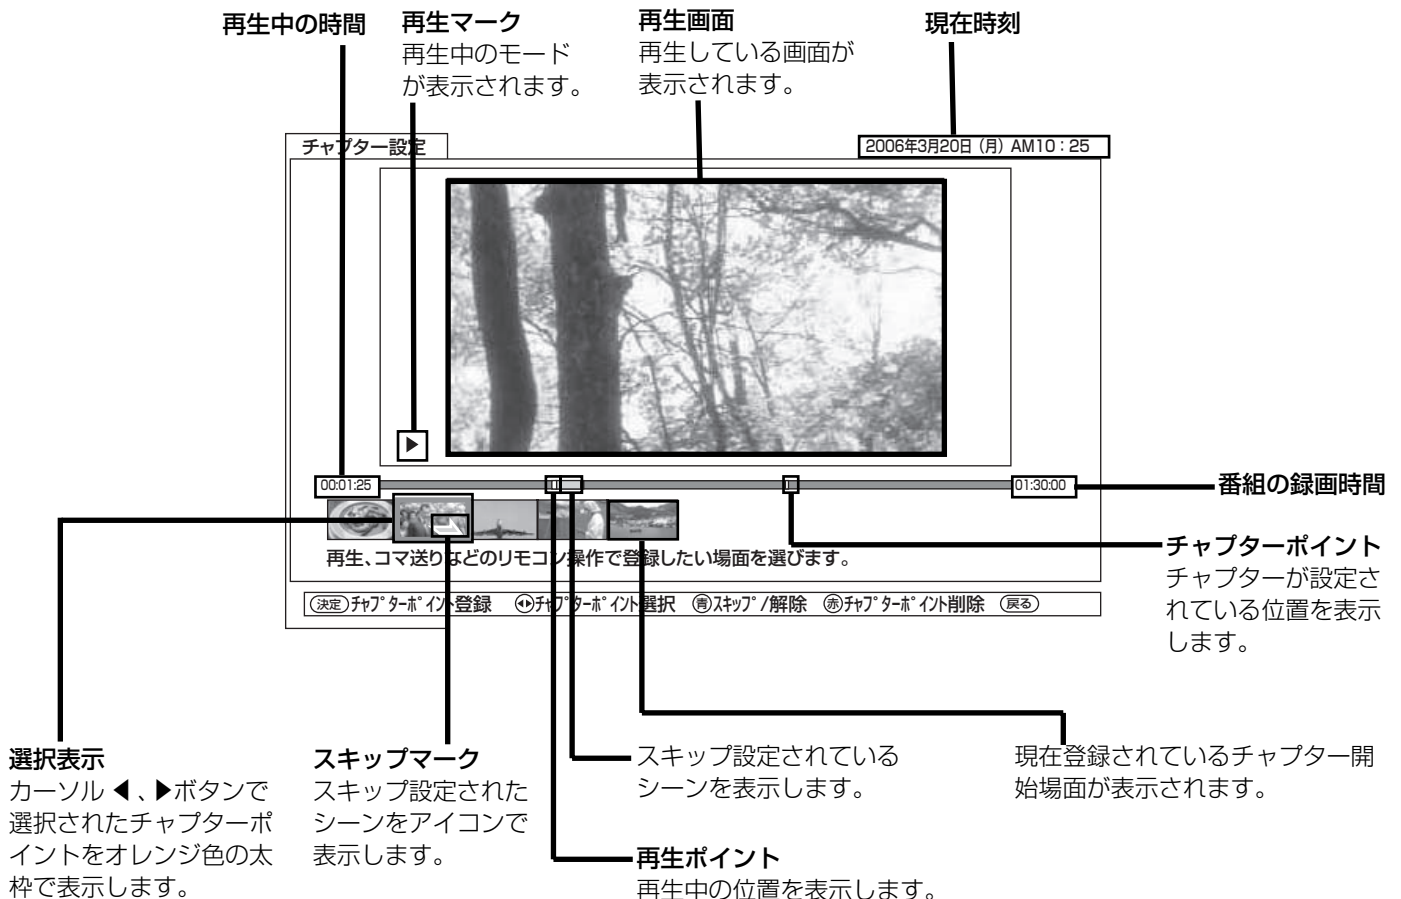 再生中の時間
再生マーク
再生中のモード
が表示されます。
再生画面
再生している画面が
表示されます。
現在時刻
チャプター設定
2006年3月20日（月）AM10：25
00:01:25
01:30:00
番組の録画時間
再生、コマ送りなどのリモコン操作で登録したい場面を選びます。
決定 ﾁｬﾌﾟﾀｰﾎﾟｲﾝﾄ登録 ◀▶ﾁｬﾌﾟﾀｰﾎﾟｲﾝﾄ選択 青ｽｷｯﾌﾟ/解除 赤ﾁｬﾌﾟﾀｰﾎﾟｲﾝﾄ削除 戻る
チャプターポイント
チャプターが設定さ
れている位置を表示
します。
選択表示
カーソル ◀、▶ボタンで
選択されたチャプターポ
イントをオレンジ色の太
枠で表示します。
スキップマーク
スキップ設定された
シーンをアイコンで
表示します。
スキップ設定されている
シーンを表示します。
再生ポイント
再生中の位置を表示します。
現在登録されているチャプター開
始場面が表示されます。